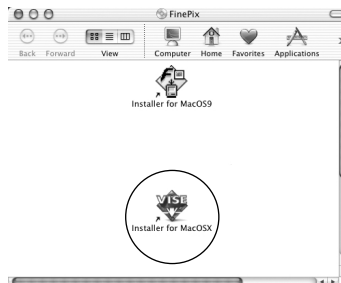 FinePix
Back Forward View Computer Home Favorites Applications
Installer for MacOS9
VISE
Installer for MacOSX